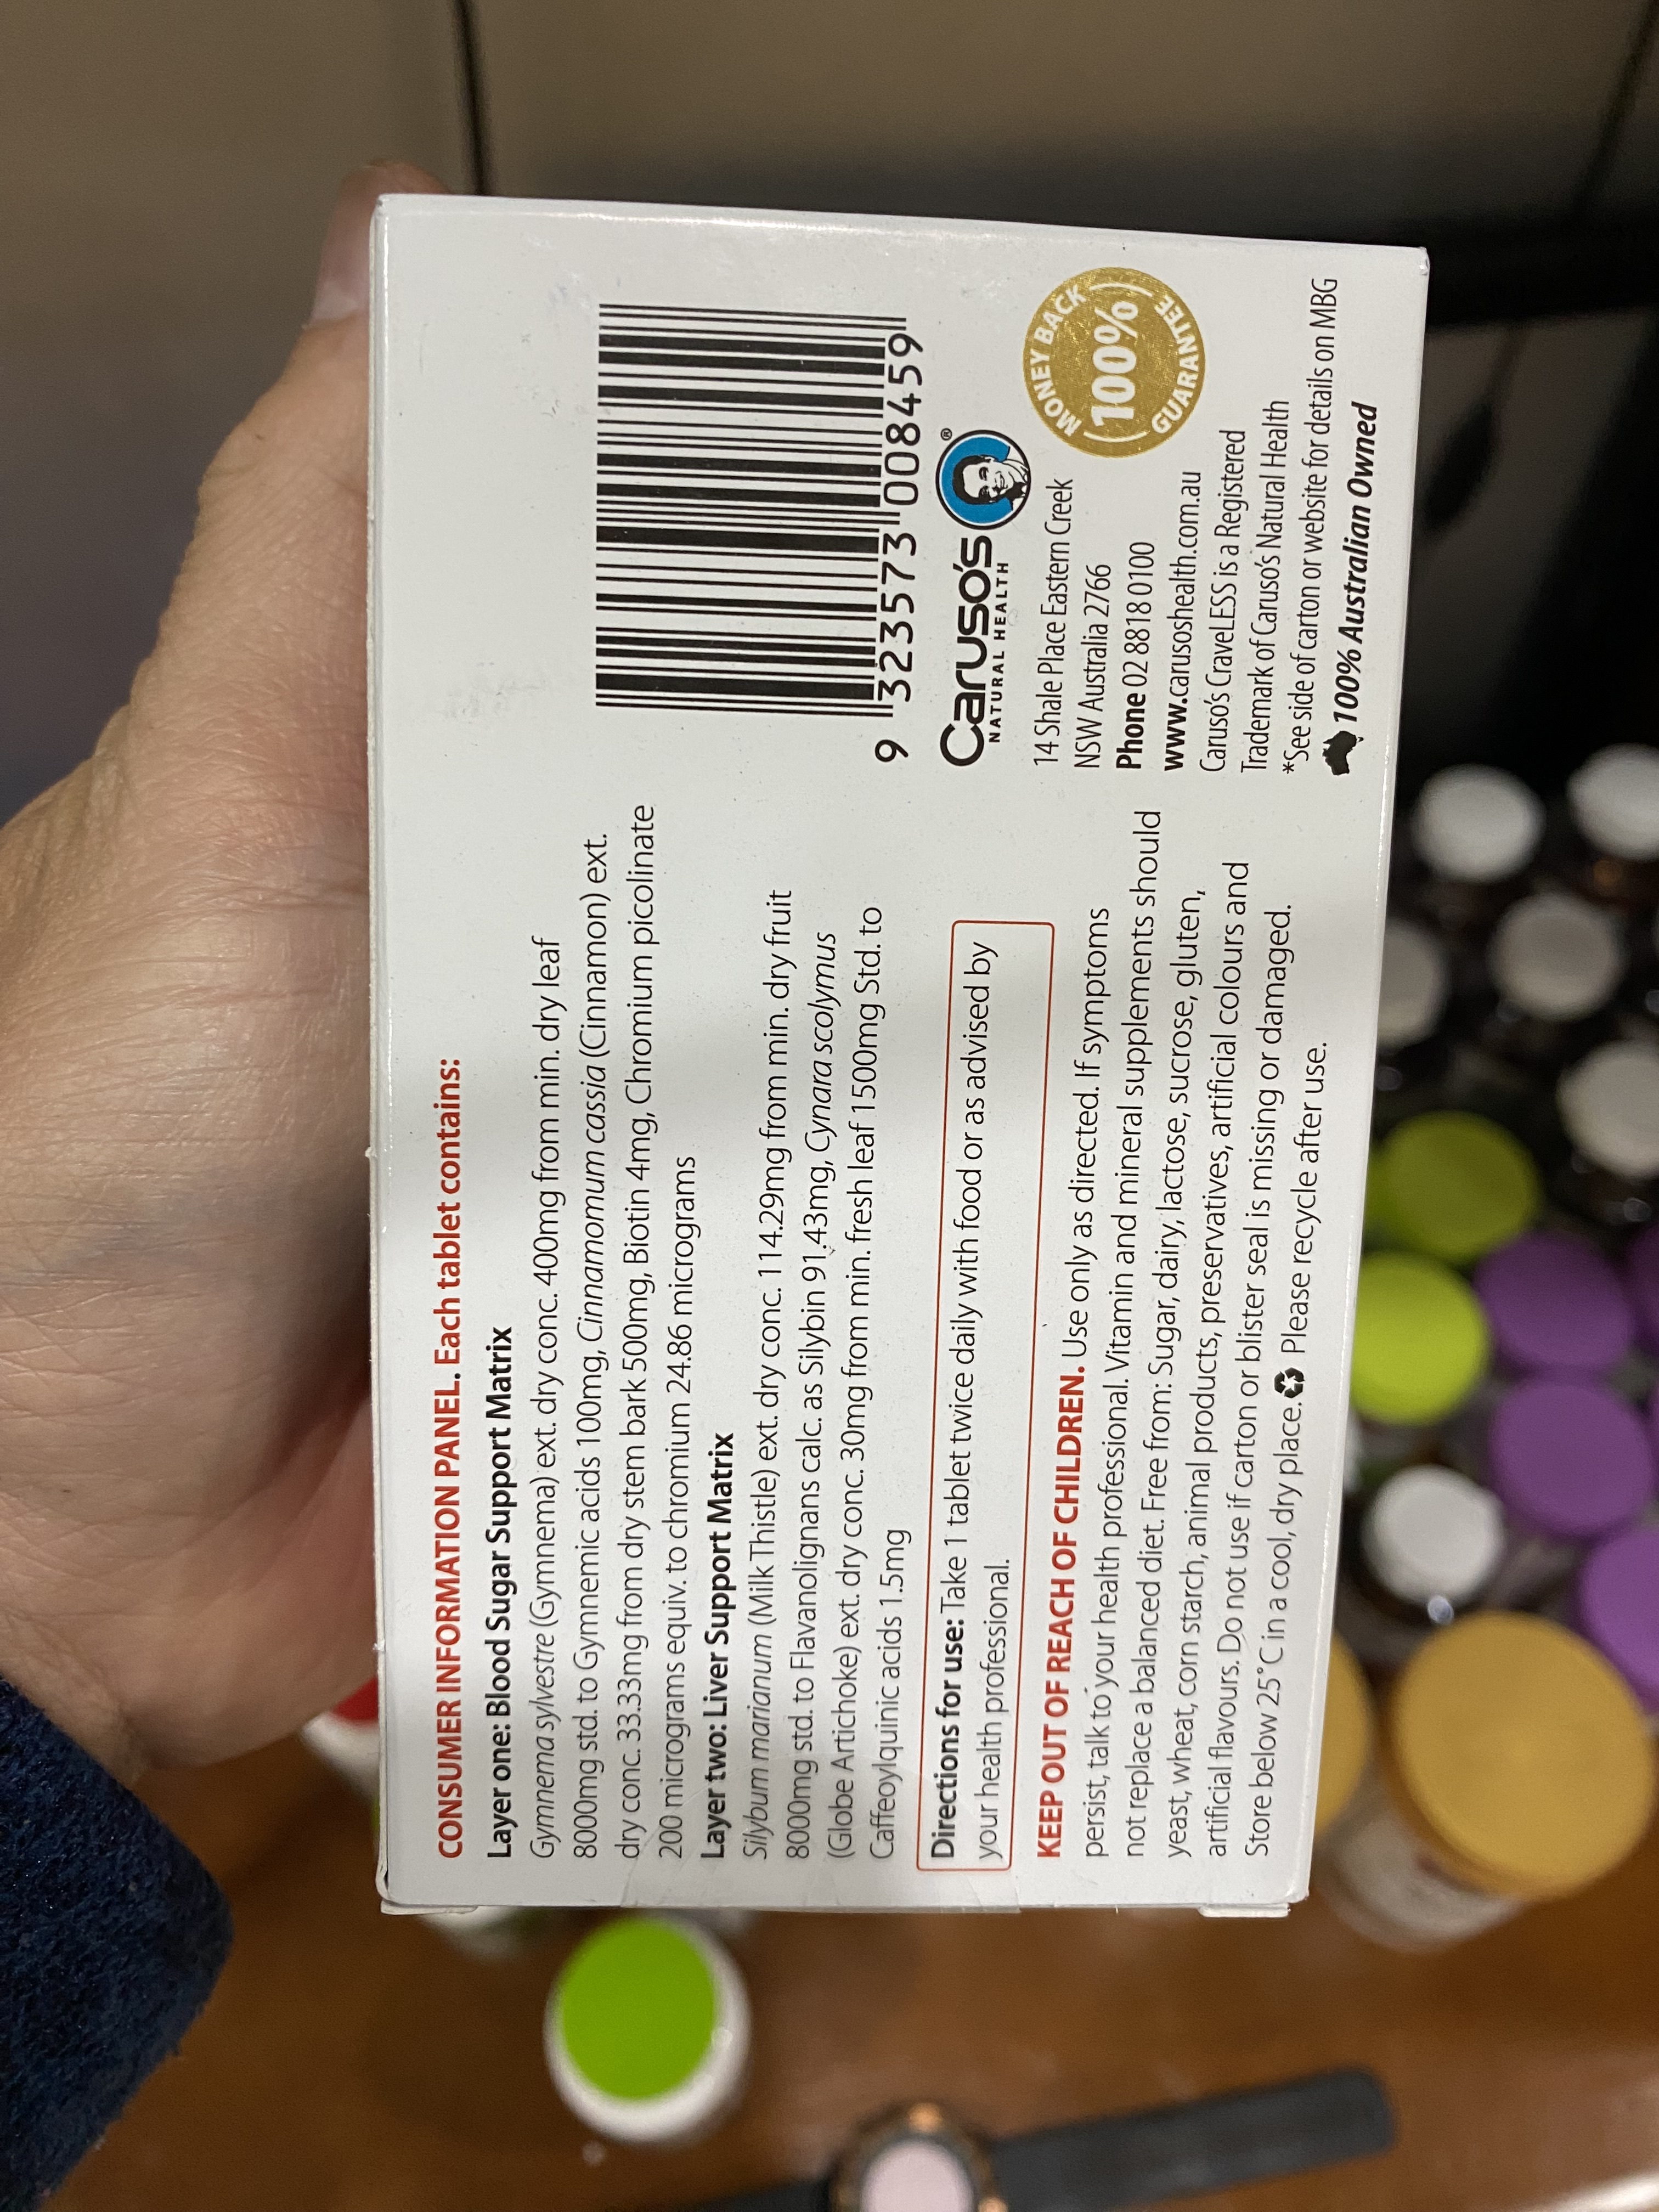 CONSUMER INFORMATION PANEL. Each tablet contains:
Layer one: Blood Sugar Support Matrix
Gymnema sylvestre (Gymnema) ext. dry conc. 400mg from min. dry leaf
8000mg std. to Gymnemic acids 100mg, Cinnamomum cassia (Cinnamon) ext.
dry conc. 33.33mg from dry stem bark 500mg, Biotin 4mg, Chromium picolinate
200 micrograms equiv. to chromium 24.86 micrograms
Layer two: Liver Support Matrix
Silybum marianum (Milk Thistle) ext. dry conc. 114.29mg from min. dry fruit
8000mg std. to Flavanolignans calc. as Silybin 91.43mg, Cynara scolymus
(Globe Artichoke) ext. dry conc. 30mg from min. fresh leaf 1500mg Std. to
Caffeoylquinic acids 1.5mg
Directions for use: Take 1 tablet twice daily with food or as advised by
your health professional.
KEEP OUT OF REACH OF CHILDREN. Use only as directed. If symptoms
persist, talk to your health professional. Vitamin and mineral supplements should
not replace a balanced diet. Free from: Sugar, dairy, lactose, sucrose, gluten,
yeast, wheat, corn starch, animal products, preservatives, artificial colours and
artificial flavours. Do not use if carton or blister seal is missing or damaged.
Store below 25°C in a cool, dry place. Please recycle after use.
9 323573 008459
Caruso's ®
NATURAL HEALTH
14 Shale Place Eastern Creek
NSW Australia 2766
Phone 02 8818 0100
www.carusoshealth.com.au
Caruso's CraveLESS is a Registered
Trademark of Caruso's Natural Health
*See side of carton or website for details on MBG
100% Australian Owned
MONEY BACK
100%
GUARANTEE